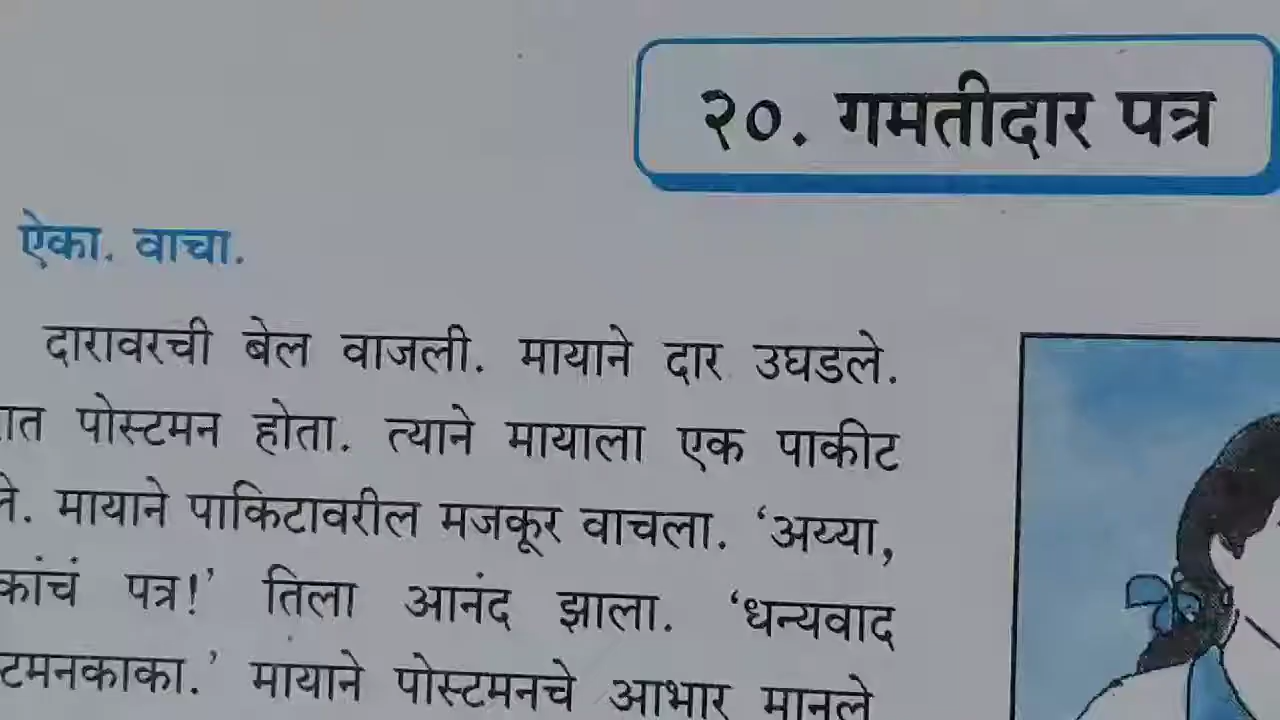 २०. गमतीदार पत्र
ऐका. वाचा.
दारावरची बेल वाजली. मायाने दार उघडले.
पोस्टमन होता. त्याने मायाला एक पाकीट
मायाने पाकिटावरील मजकूर वाचला. ‘अय्या,
पत्र!’ तिला आनंद झाला. ‘धन्यवाद
मायाने पोस्टमनचे आभार मानले